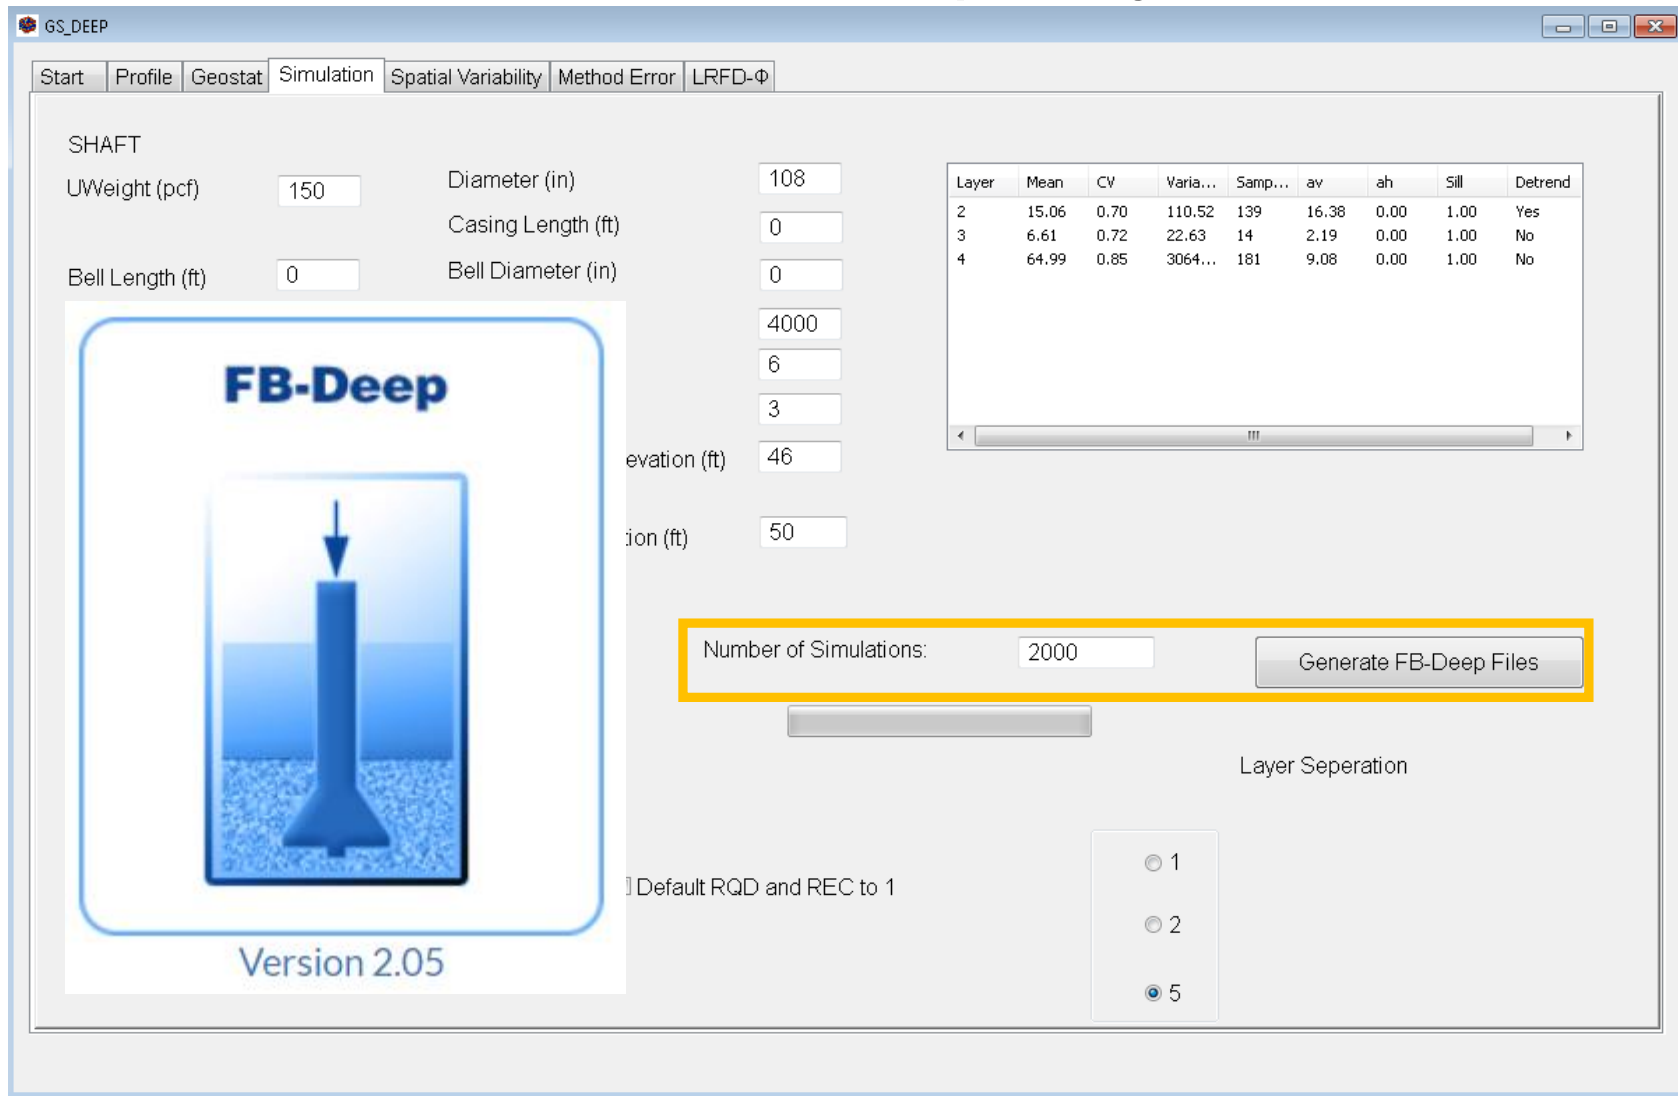 GS_DEEP
Start Profile Geostat Simulation Spatial Variability Method Error LRFD-Φ
SHAFT
UWeight (pcf) 150 Diameter (in) 108
Casing Length (ft) 0
Bell Length (ft) 0 Bell Diameter (in) 0
4000
6
3
evation (ft) 46
tion (ft) 50
Layer Mean CV Varia... Samp... av ah Sill Detrend
2 15.06 0.70 110.52 139 16.38 0.00 1.00 Yes
3 6.61 0.72 22.63 14 2.19 0.00 1.00 No
4 64.99 0.85 3064... 181 9.08 0.00 1.00 No
FB-Deep
Version 2.05
Number of Simulations: 2000 Generate FB-Deep Files
Layer Seperation
Default RQD and REC to 1
1
2
5